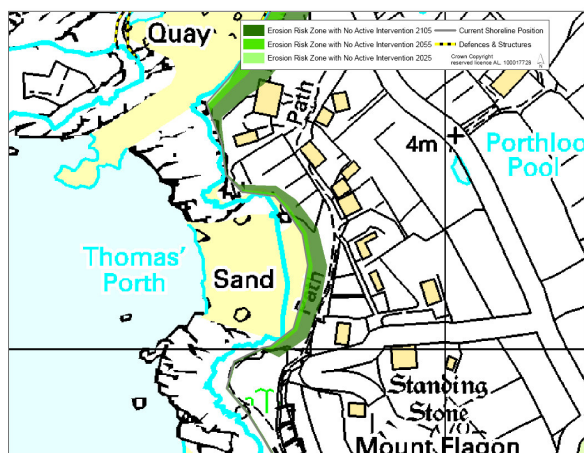 Quay
Erosion Risk Zone with No Active Intervention 2105
Erosion Risk Zone with No Active Intervention 2055
Erosion Risk Zone with No Active Intervention 2025
Current Shoreline Position
Defences & Structures
Crown Copyright
reserved licence AL. 100017726
N
Path
4m
Porthloo
Pool
Thomas'
Porth
Sand
Path
Standing
Stone
Mount Flagon